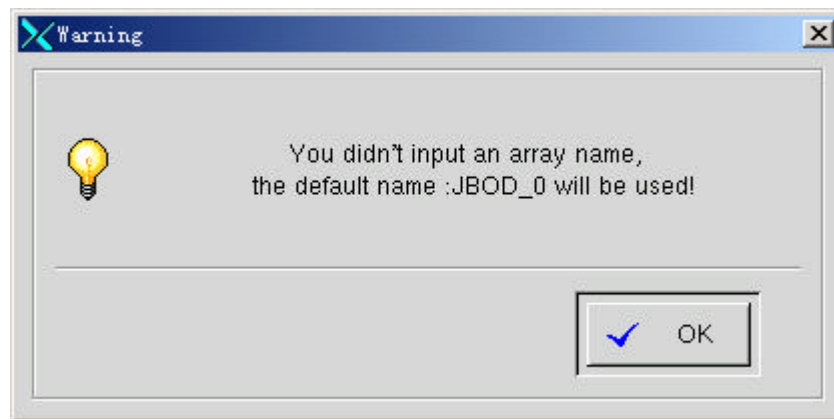 Warning
You didn't input an array name,
the default name :JBOD_0 will be used!
OK